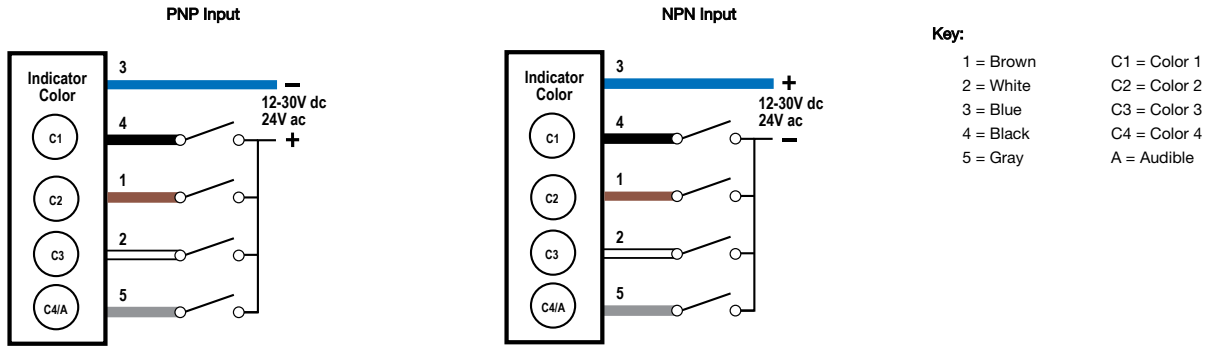 PNP Input
Indicator
Color
3
−
12-30V dc
24V ac
+
4
C1
1
C2
2
C3
5
C4/A
NPN Input
Indicator
Color
3
+
12-30V dc
24V ac
−
4
C1
1
C2
2
C3
5
C4/A
Key:
1 = Brown
2 = White
3 = Blue
4 = Black
5 = Gray
C1 = Color 1
C2 = Color 2
C3 = Color 3
C4 = Color 4
A = Audible